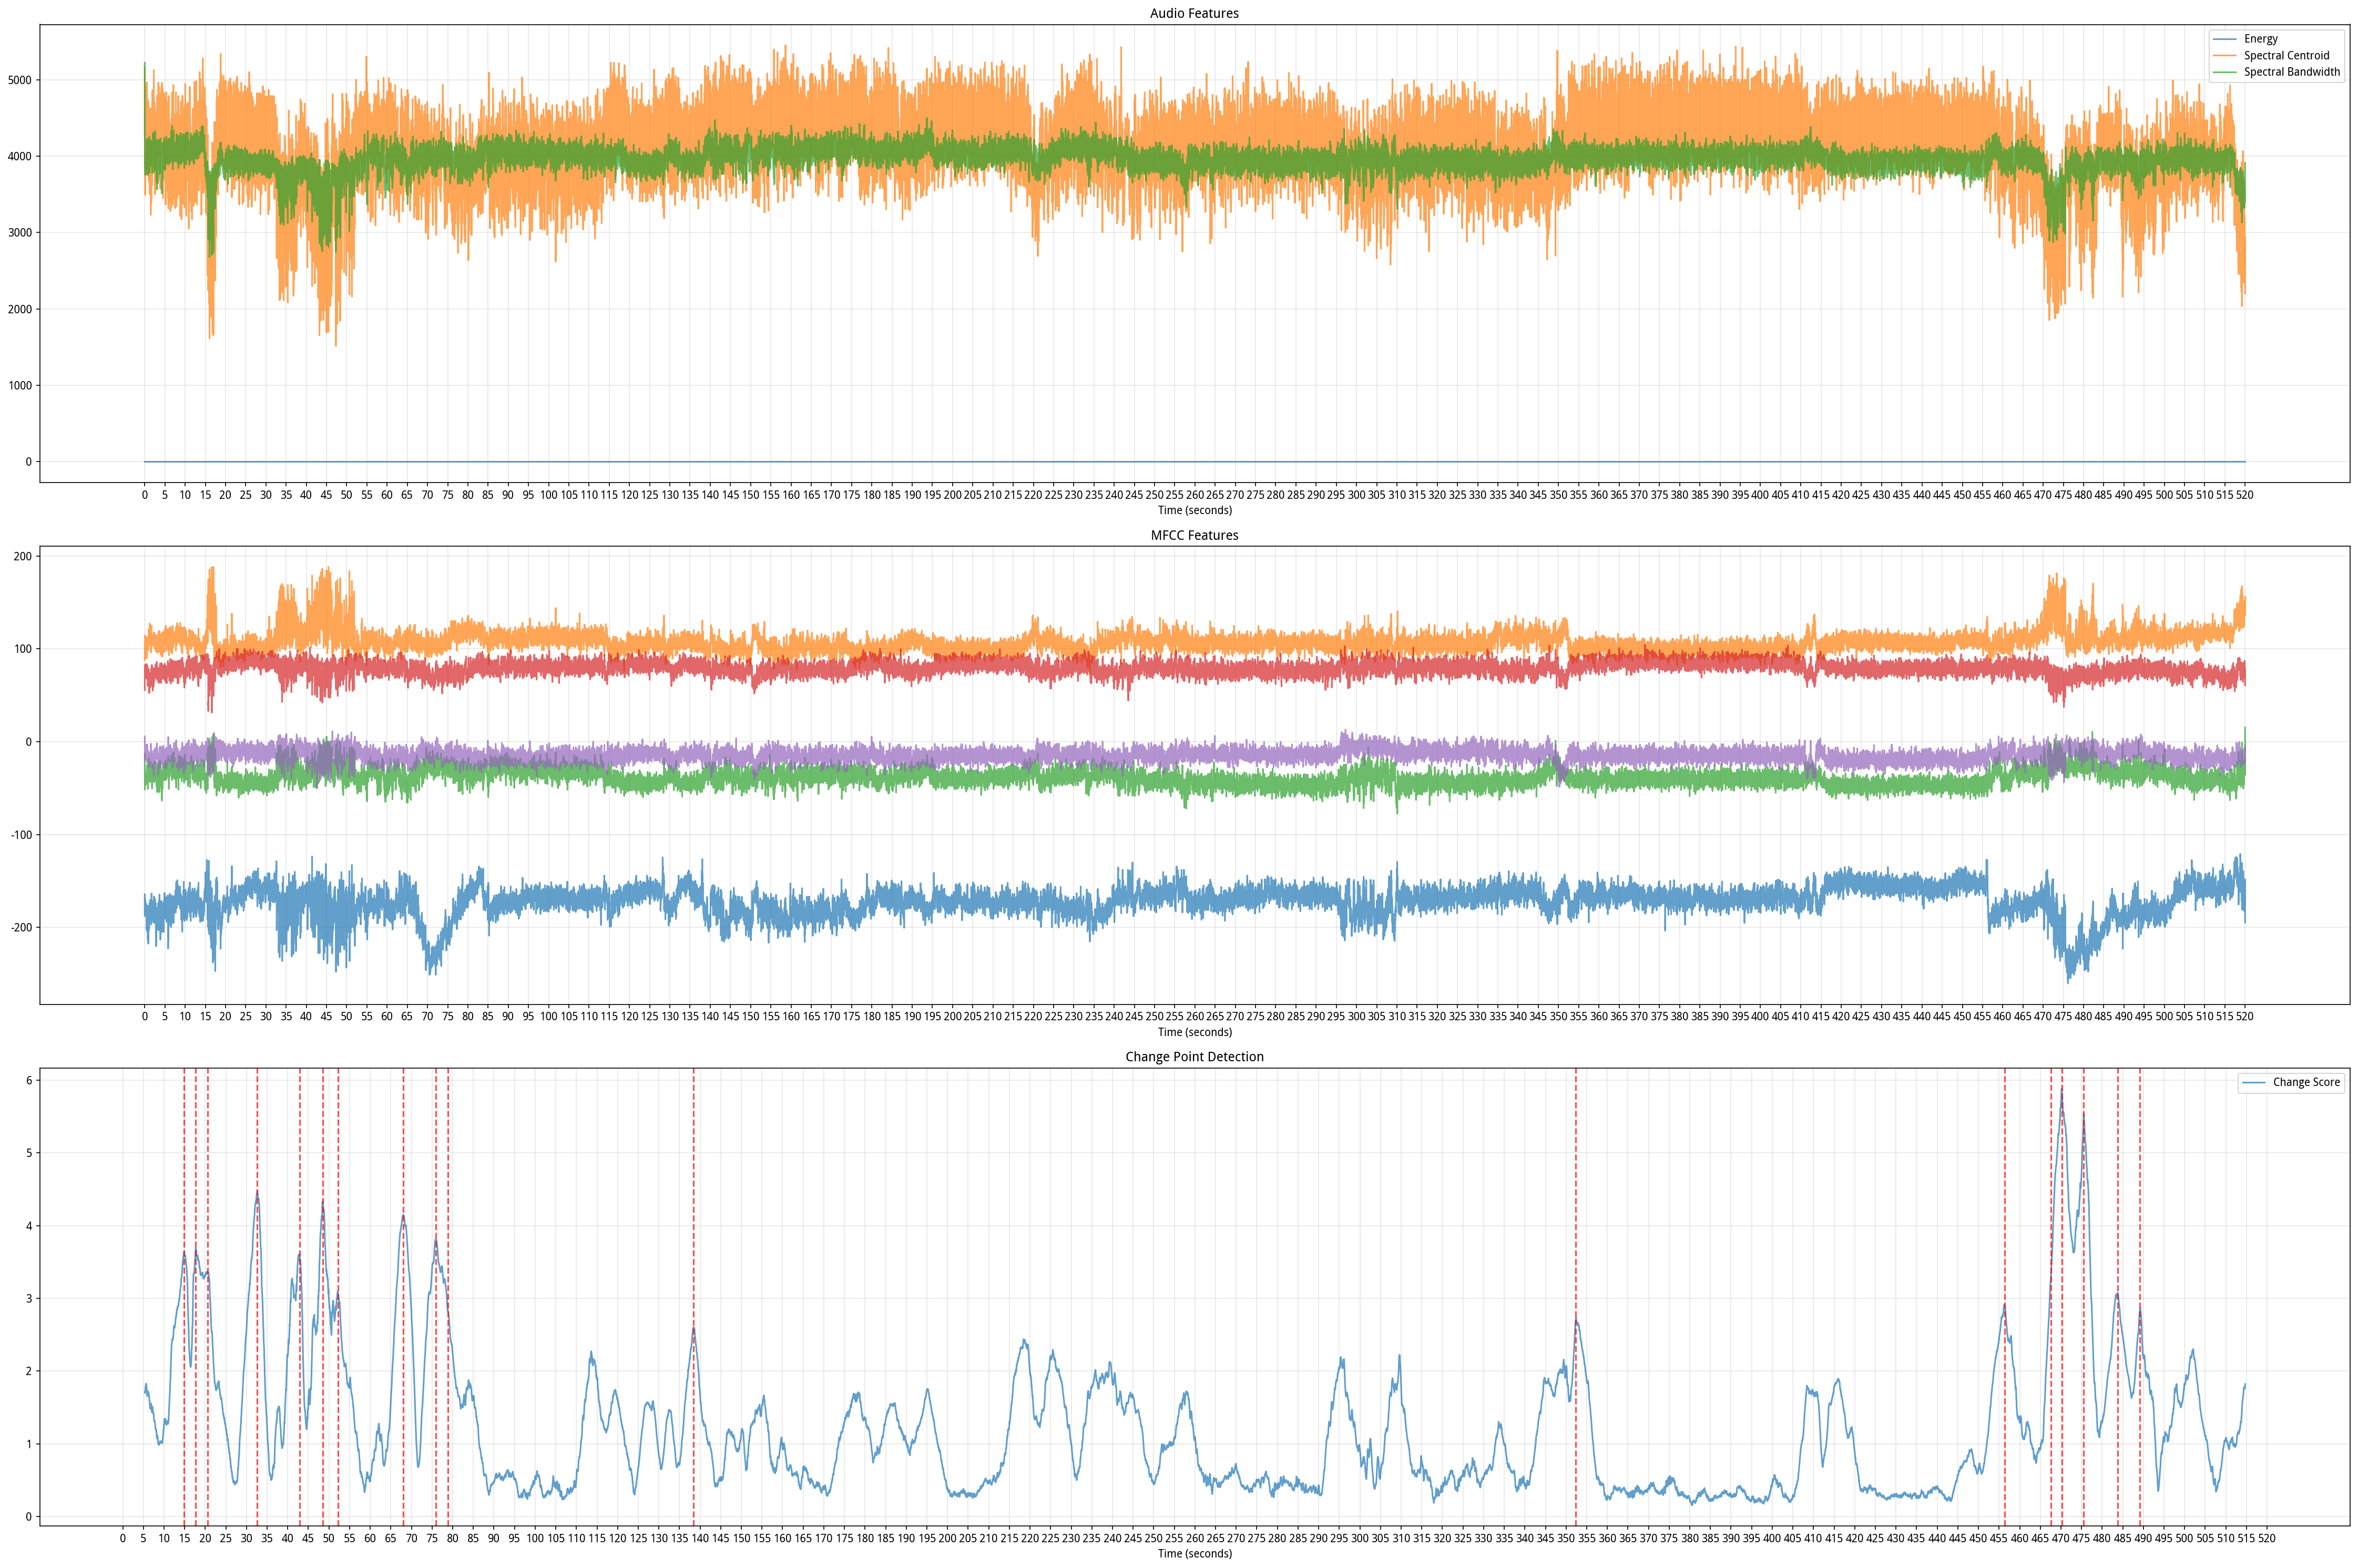 Audio Features
Energy
Spectral Centroid
Spectral Bandwidth
5000
4000
3000
2000
1000
0
0 5 10 15 20 25 30 35 40 45 50 55 60 65 70 75 80 85 90 95 100 105 110 115 120 125 130 135 140 145 150 155 160 165 170 175 180 185 190 195 200 205 210 215 220 225 230 235 240 245 250 255 260 265 270 275 280 285 290 295 300 305 310 315 320 325 330 335 340 345 350 355 360 365 370 375 380 385 390 395 400 405 410 415 420 425 430 435 440 445 450 455 460 465 470 475 480 485 490 495 500 505 510 515 520
Time (seconds)
MFCC Features
200
100
0
-100
-200
0 5 10 15 20 25 30 35 40 45 50 55 60 65 70 75 80 85 90 95 100 105 110 115 120 125 130 135 140 145 150 155 160 165 170 175 180 185 190 195 200 205 210 215 220 225 230 235 240 245 250 255 260 265 270 275 280 285 290 295 300 305 310 315 320 325 330 335 340 345 350 355 360 365 370 375 380 385 390 395 400 405 410 415 420 425 430 435 440 445 450 455 460 465 470 475 480 485 490 495 500 505 510 515 520
Time (seconds)
Change Point Detection
Change Score
6
5
4
3
2
1
0
0 5 10 15 20 25 30 35 40 45 50 55 60 65 70 75 80 85 90 95 100 105 110 115 120 125 130 135 140 145 150 155 160 165 170 175 180 185 190 195 200 205 210 215 220 225 230 235 240 245 250 255 260 265 270 275 280 285 290 295 300 305 310 315 320 325 330 335 340 345 350 355 360 365 370 375 380 385 390 395 400 405 410 415 420 425 430 435 440 445 450 455 460 465 470 475 480 485 490 495 500 505 510 515 520
Time (seconds)